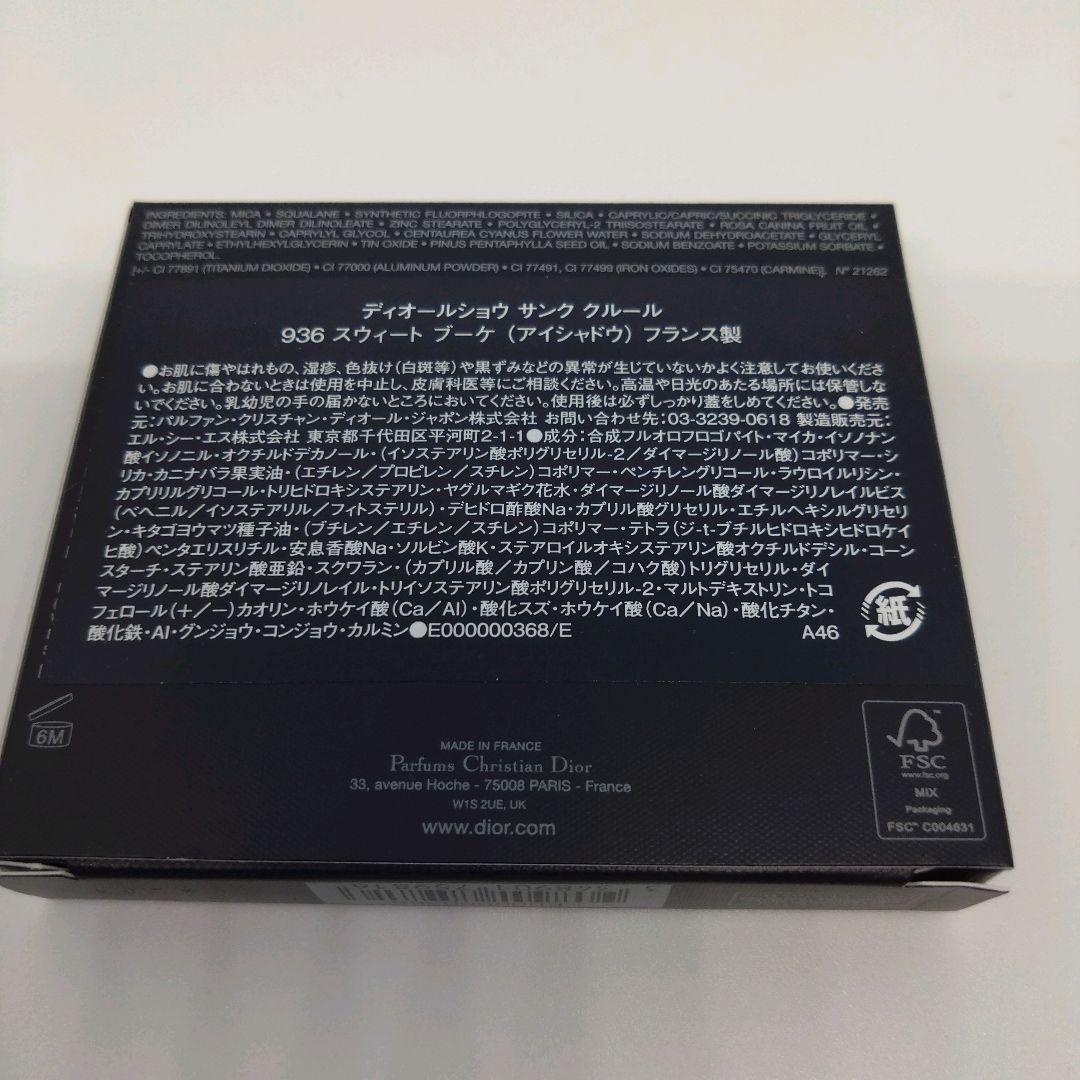 INGREDIENTS: MICA • SQUALANE • SYNTHETIC FLUORPHLOGOPITE • SILICA • CAPRYLIC/CAPRIC/SUCCINIC TRIGLYCERIDE •
DIMER DILINOLEYL DIMER DILINOLEATE • ZINC STEARATE • POLYGLYCERYL-2 TRIISOSTEARATE • ROSA CANINA FRUIT OIL •
TRIHYDROXYSTEARIN • CAPRYLYL GLYCOL • CENTAUREA CYANUS FLOWER WATER • SODIUM DEHYDROACETATE • GLYCERYL
CAPRYLATE • ETHYLHEXYLGLYCERIN • TIN OXIDE • PINUS PENTAPHYLLA SEED OIL • SODIUM BENZOATE • POTASSIUM SORBATE •
TOCOPHEROL.
[+/- CI 77891 (TITANIUM DIOXIDE) • CI 77000 (ALUMINUM POWDER) • CI 77491, CI 77499 (IRON OXIDES) • CI 75470 (CARMINE)]. N° 21262
ディオールショウ サンク クルール
936 スウィート ブーケ（アイシャドウ）フランス製
●お肌に傷やはれもの、湿疹、色抜け（白斑等）や黒ずみなどの異常が生じていないかよく注意してお使いくださ
い。お肌に合わないときは使用を中止し、皮膚科医等にご相談ください。高温や日光のあたる場所には保管しな
いでください。乳幼児の手の届かないところにおいてください。使用後は必ずしっかり蓋をしめてください。●発売
元：パルファン・クリスチャン・ディオール・ジャポン株式会社 お問い合わせ先：03-3239-0618 製造販売元：
エル・シー・エス株式会社 東京都千代田区平河町2-1-1●成分：合成フルオロフロゴパイト・マイカ・イソノナン
酸イソノニル・オクチルドデカノール・（イソステアリン酸ポリグリセリル-2／ダイマージリノール酸）コポリマー・シ
リカ・カニナバラ果実油・（エチレン／プロピレン／スチレン）コポリマー・ペンチレングリコール・ラウロイルリシン・
カプリリルグリコール・トリヒドロキシステアリン・ヤグルマギク花水・ダイマージリノール酸ダイマージリノレイルビス
（ベヘニル／イソステアリル／フィトステリル）・デヒドロ酢酸Na・カプリル酸グリセリル・エチルヘキシルグリセリ
ン・キタゴヨウマツ種子油・（ブチレン／エチレン／スチレン）コポリマー・テトラ（ジ-t-ブチルヒドロキシヒドロケイ
ヒ酸）ペンタエリスリチル・安息香酸Na・ソルビン酸K・ステアロイルオキシステアリン酸オクチルドデシル・コーン
スターチ・ステアリン酸亜鉛・スクワラン・（カプリル酸／カプリン酸／コハク酸）トリグリセリル・ダイ
マージリノール酸ダイマージリノレイル・トリイソステアリン酸ポリグリセリル-2・マルトデキストリン・トコ
フェロール（＋／－）カオリン・ホウケイ酸（Ca／Al）・酸化スズ・ホウケイ酸（Ca／Na）・酸化チタン・
酸化鉄・Al・グンジョウ・コンジョウ・カルミン●E000000368/E A46
紙
6M
MADE IN FRANCE
Parfums Christian Dior
33, avenue Hoche - 75008 PARIS - France
W1S 2UE, UK
www.dior.com
FSC
www.fsc.org
MIX
Packaging
FSC™ C004631